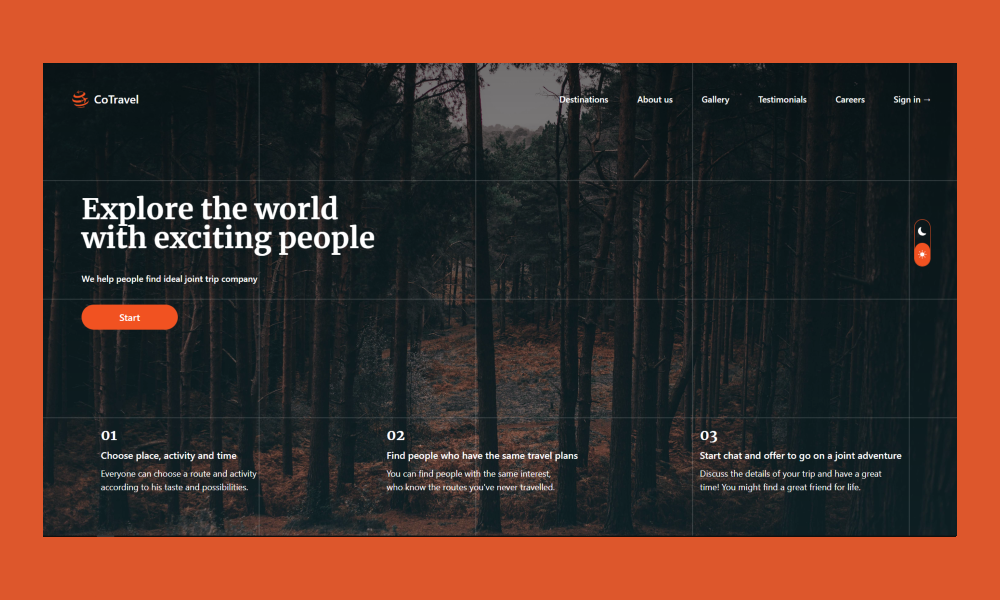 CoTravel
Destinations
About us
Gallery
Testimonials
Careers
Sign in →
Explore the world
with exciting people
We help people find ideal joint trip company
Start
01
Choose place, activity and time
Everyone can choose a route and activity
according to his taste and possibilities.
02
Find people who have the same travel plans
You can find people with the same interest,
who know the routes you've never travelled.
03
Start chat and offer to go on a joint adventure
Discuss the details of your trip and have a great
time! You might find a great friend for life.